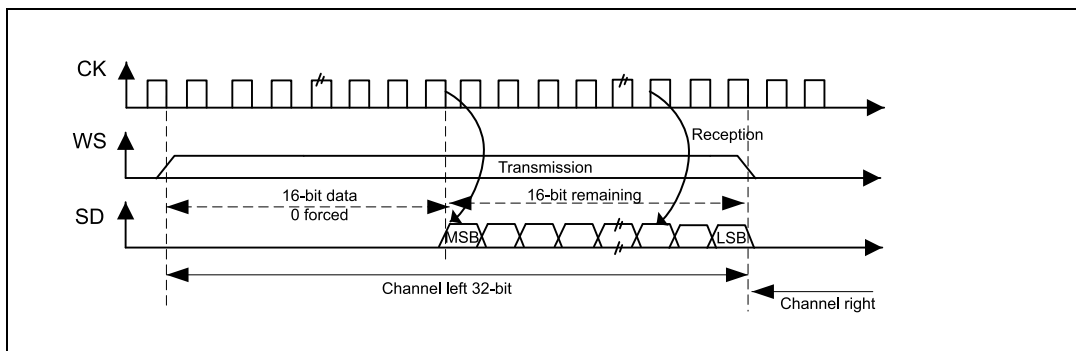 CK
Reception
WS
Transmission
16-bit data
16-bit remaining
0 forced
SD
MSB
LSB
Channel left 32-bit
Channel right